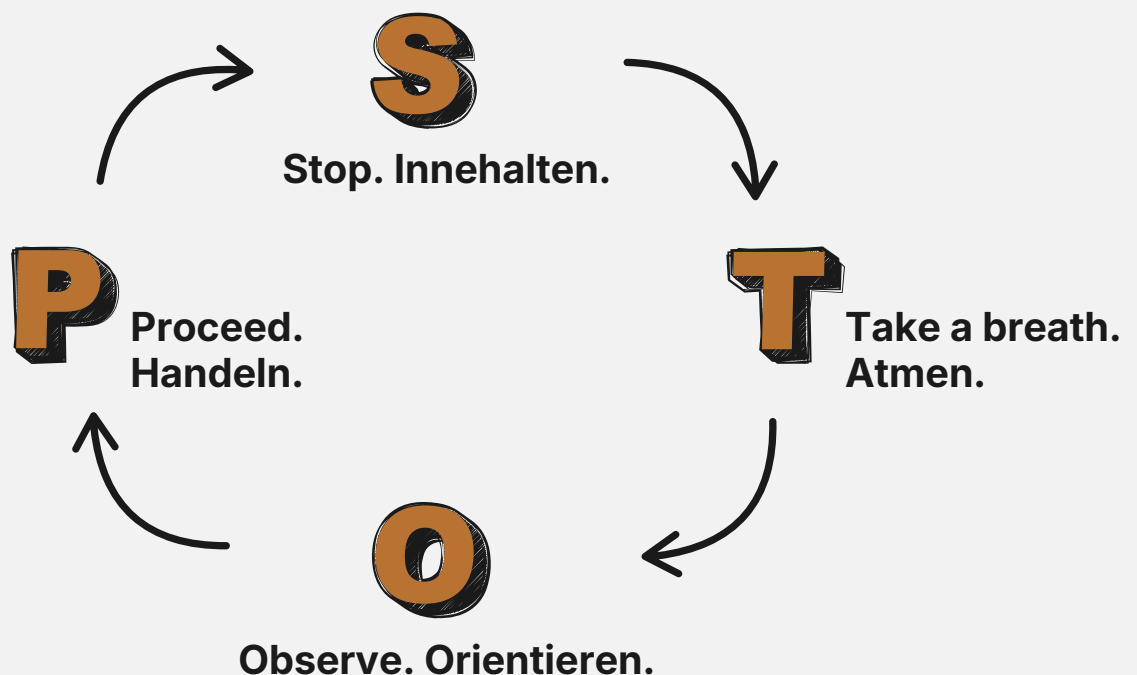 S
Stop. Innehalten.
T
Take a breath.
Atmen.
O
Observe. Orientieren.
P
Proceed.
Handeln.